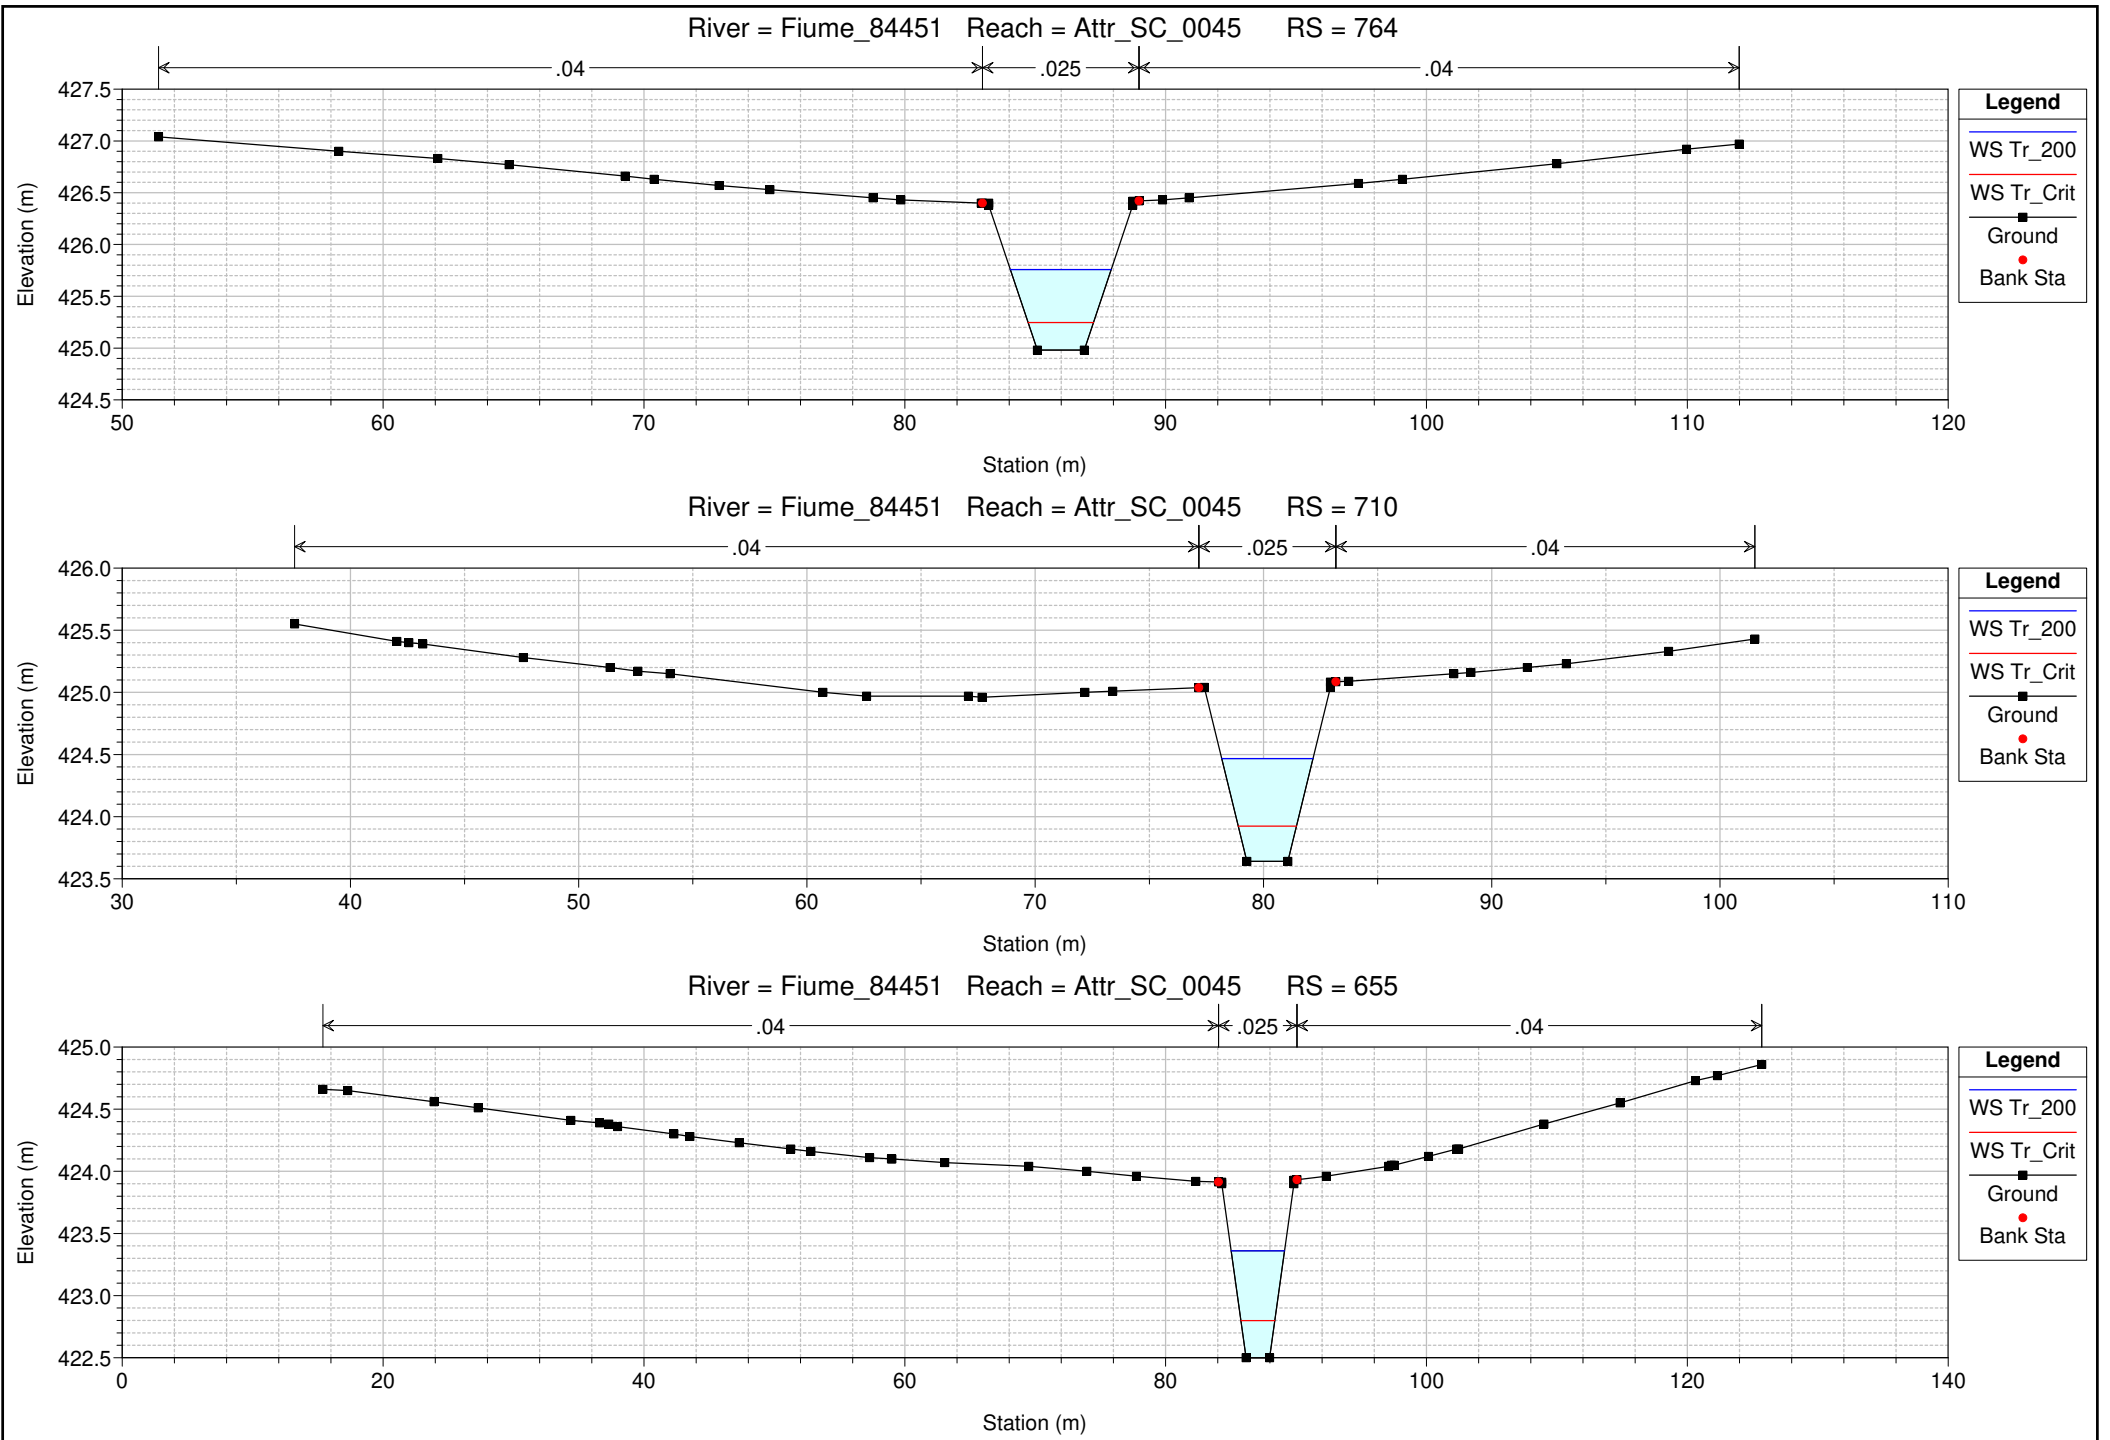 River = Fiume_84451 Reach = Attr_SC_0045 RS = 764
.04 .025 .04
427.5
427.0
426.5
426.0
425.5
425.0
424.5
Elevation (m)
50 60 70 80 90 100 110 120
Station (m)
Legend
WS Tr_200
WS Tr_Crit
Ground
Bank Sta
River = Fiume_84451 Reach = Attr_SC_0045 RS = 710
.04 .025 .04
426.0
425.5
425.0
424.5
424.0
423.5
Elevation (m)
30 40 50 60 70 80 90 100 110
Station (m)
Legend
WS Tr_200
WS Tr_Crit
Ground
Bank Sta
River = Fiume_84451 Reach = Attr_SC_0045 RS = 655
.04 .025 .04
425.0
424.5
424.0
423.5
423.0
422.5
Elevation (m)
0 20 40 60 80 100 120 140
Station (m)
Legend
WS Tr_200
WS Tr_Crit
Ground
Bank Sta